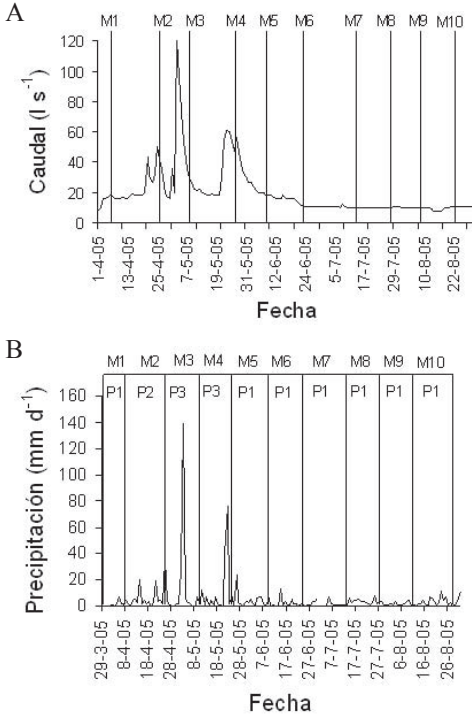 A
M1 M2 M3 M4 M5 M6 M7 M8 M9 M10
120
100
80
60
40
20
0
Caudal (l s-1)
1-4-05 13-4-05 25-4-05 7-5-05 19-5-05 31-5-05 12-6-05 24-6-05 5-7-05 17-7-05 29-7-05 10-8-05 22-8-05
Fecha
B
M1 M2 M3 M4 M5 M6 M7 M8 M9 M10
P1 P2 P3 P3 P1 P1 P1 P1 P1 P1
160
140
120
100
80
60
40
20
0
Precipitación (mm d-1)
29-3-05 8-4-05 18-4-05 28-4-05 8-5-05 18-5-05 28-5-05 7-6-05 17-6-05 27-6-05 7-7-05 17-7-05 27-7-05 6-8-05 16-8-05 26-8-05
Fecha